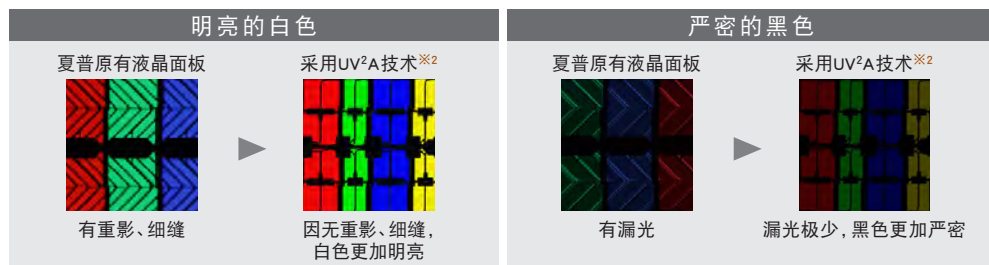 明亮的白色
夏普原有液晶面板
采用UV²A技术※2
有重影、细缝
因无重影、细缝,
白色更加明亮
严密的黑色
夏普原有液晶面板
采用UV²A技术※2
有漏光
漏光极少,黑色更加严密